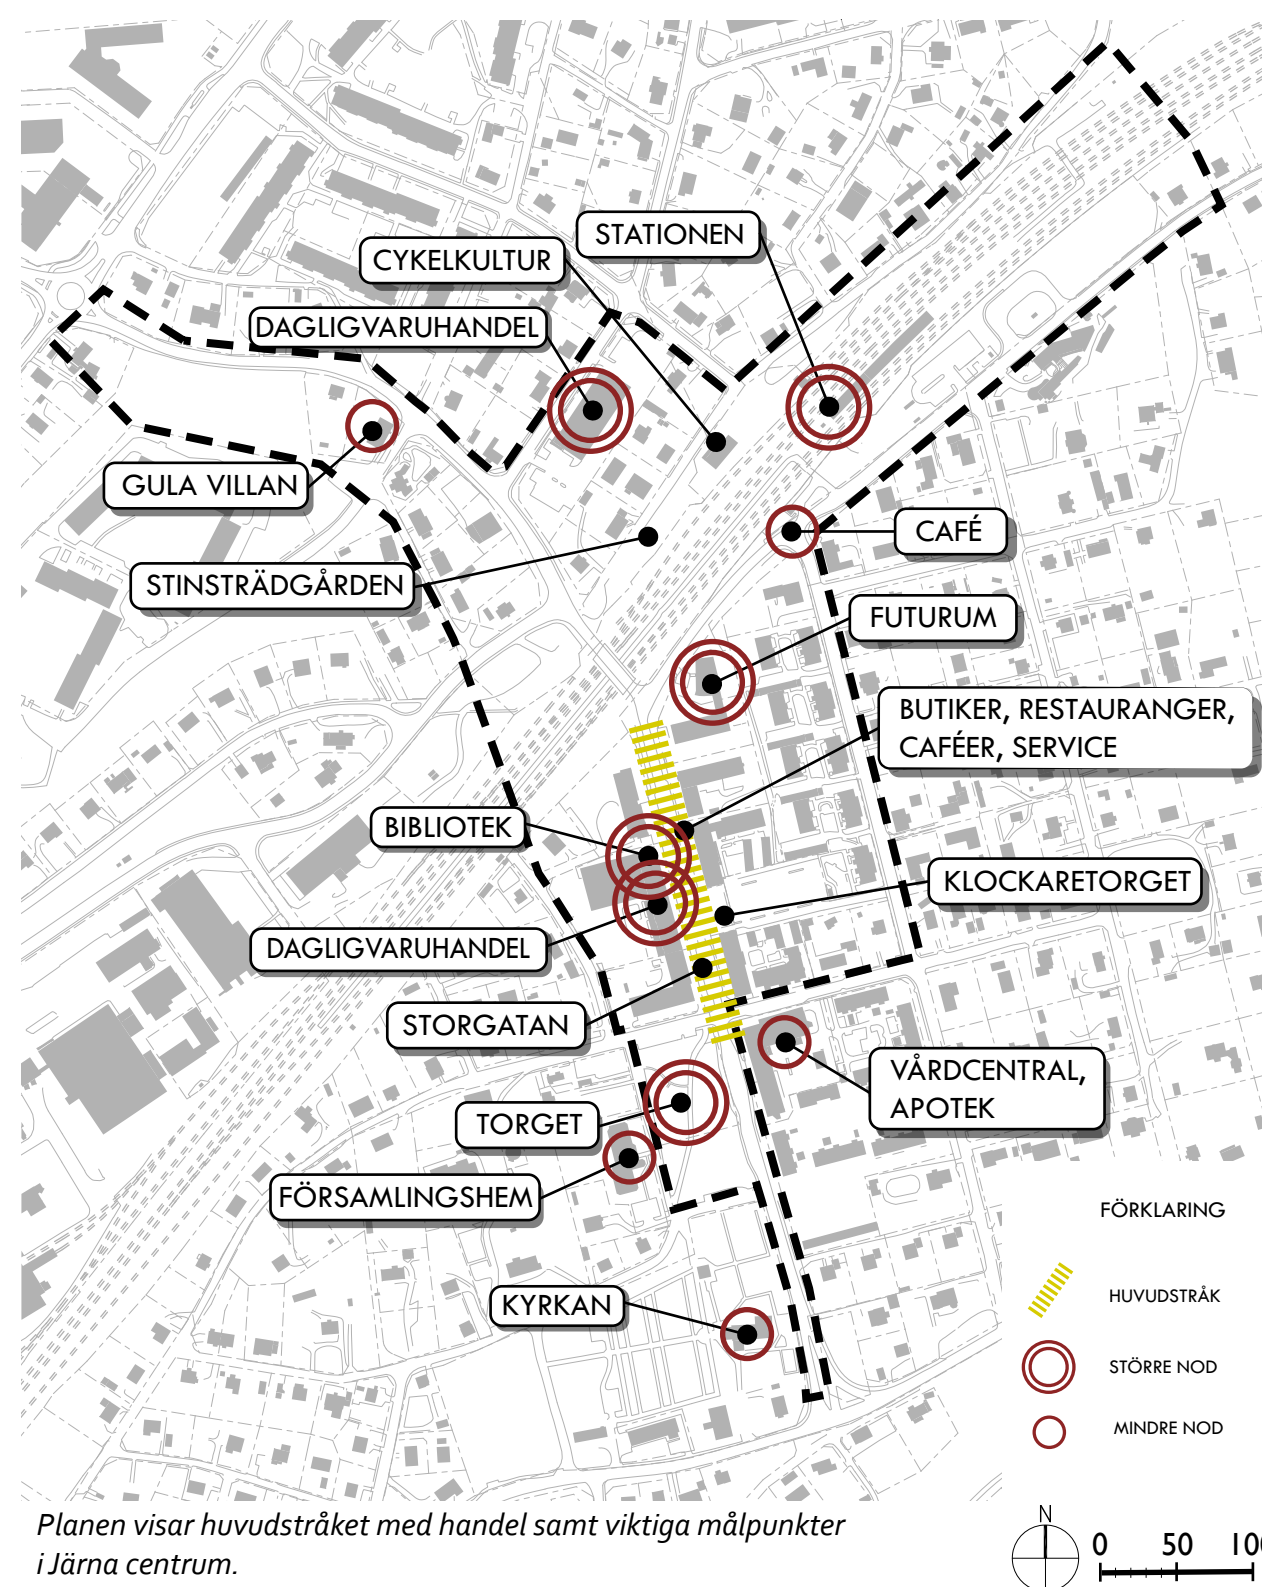 STATIONEN
CYKELKULTUR
DAGLIGVARUHANDEL
GULA VILLAN
CAFÉ
STINSTRÄDGÅRDEN
FUTURUM
BUTIKER, RESTAURANGER,
CAFÉER, SERVICE
BIBLIOTEK
KLOCKARETORGET
DAGLIGVARUHANDEL
STORGATAN
VÅRDCENTRAL,
APOTEK
TORGET
FÖRSAMLINGSHEM
KYRKAN
FÖRKLARING
HUVUDSTRÅK
STÖRRE NOD
MINDRE NOD
Planen visar huvudstråket med handel samt viktiga målpunkter
i Järna centrum.
N
0 50